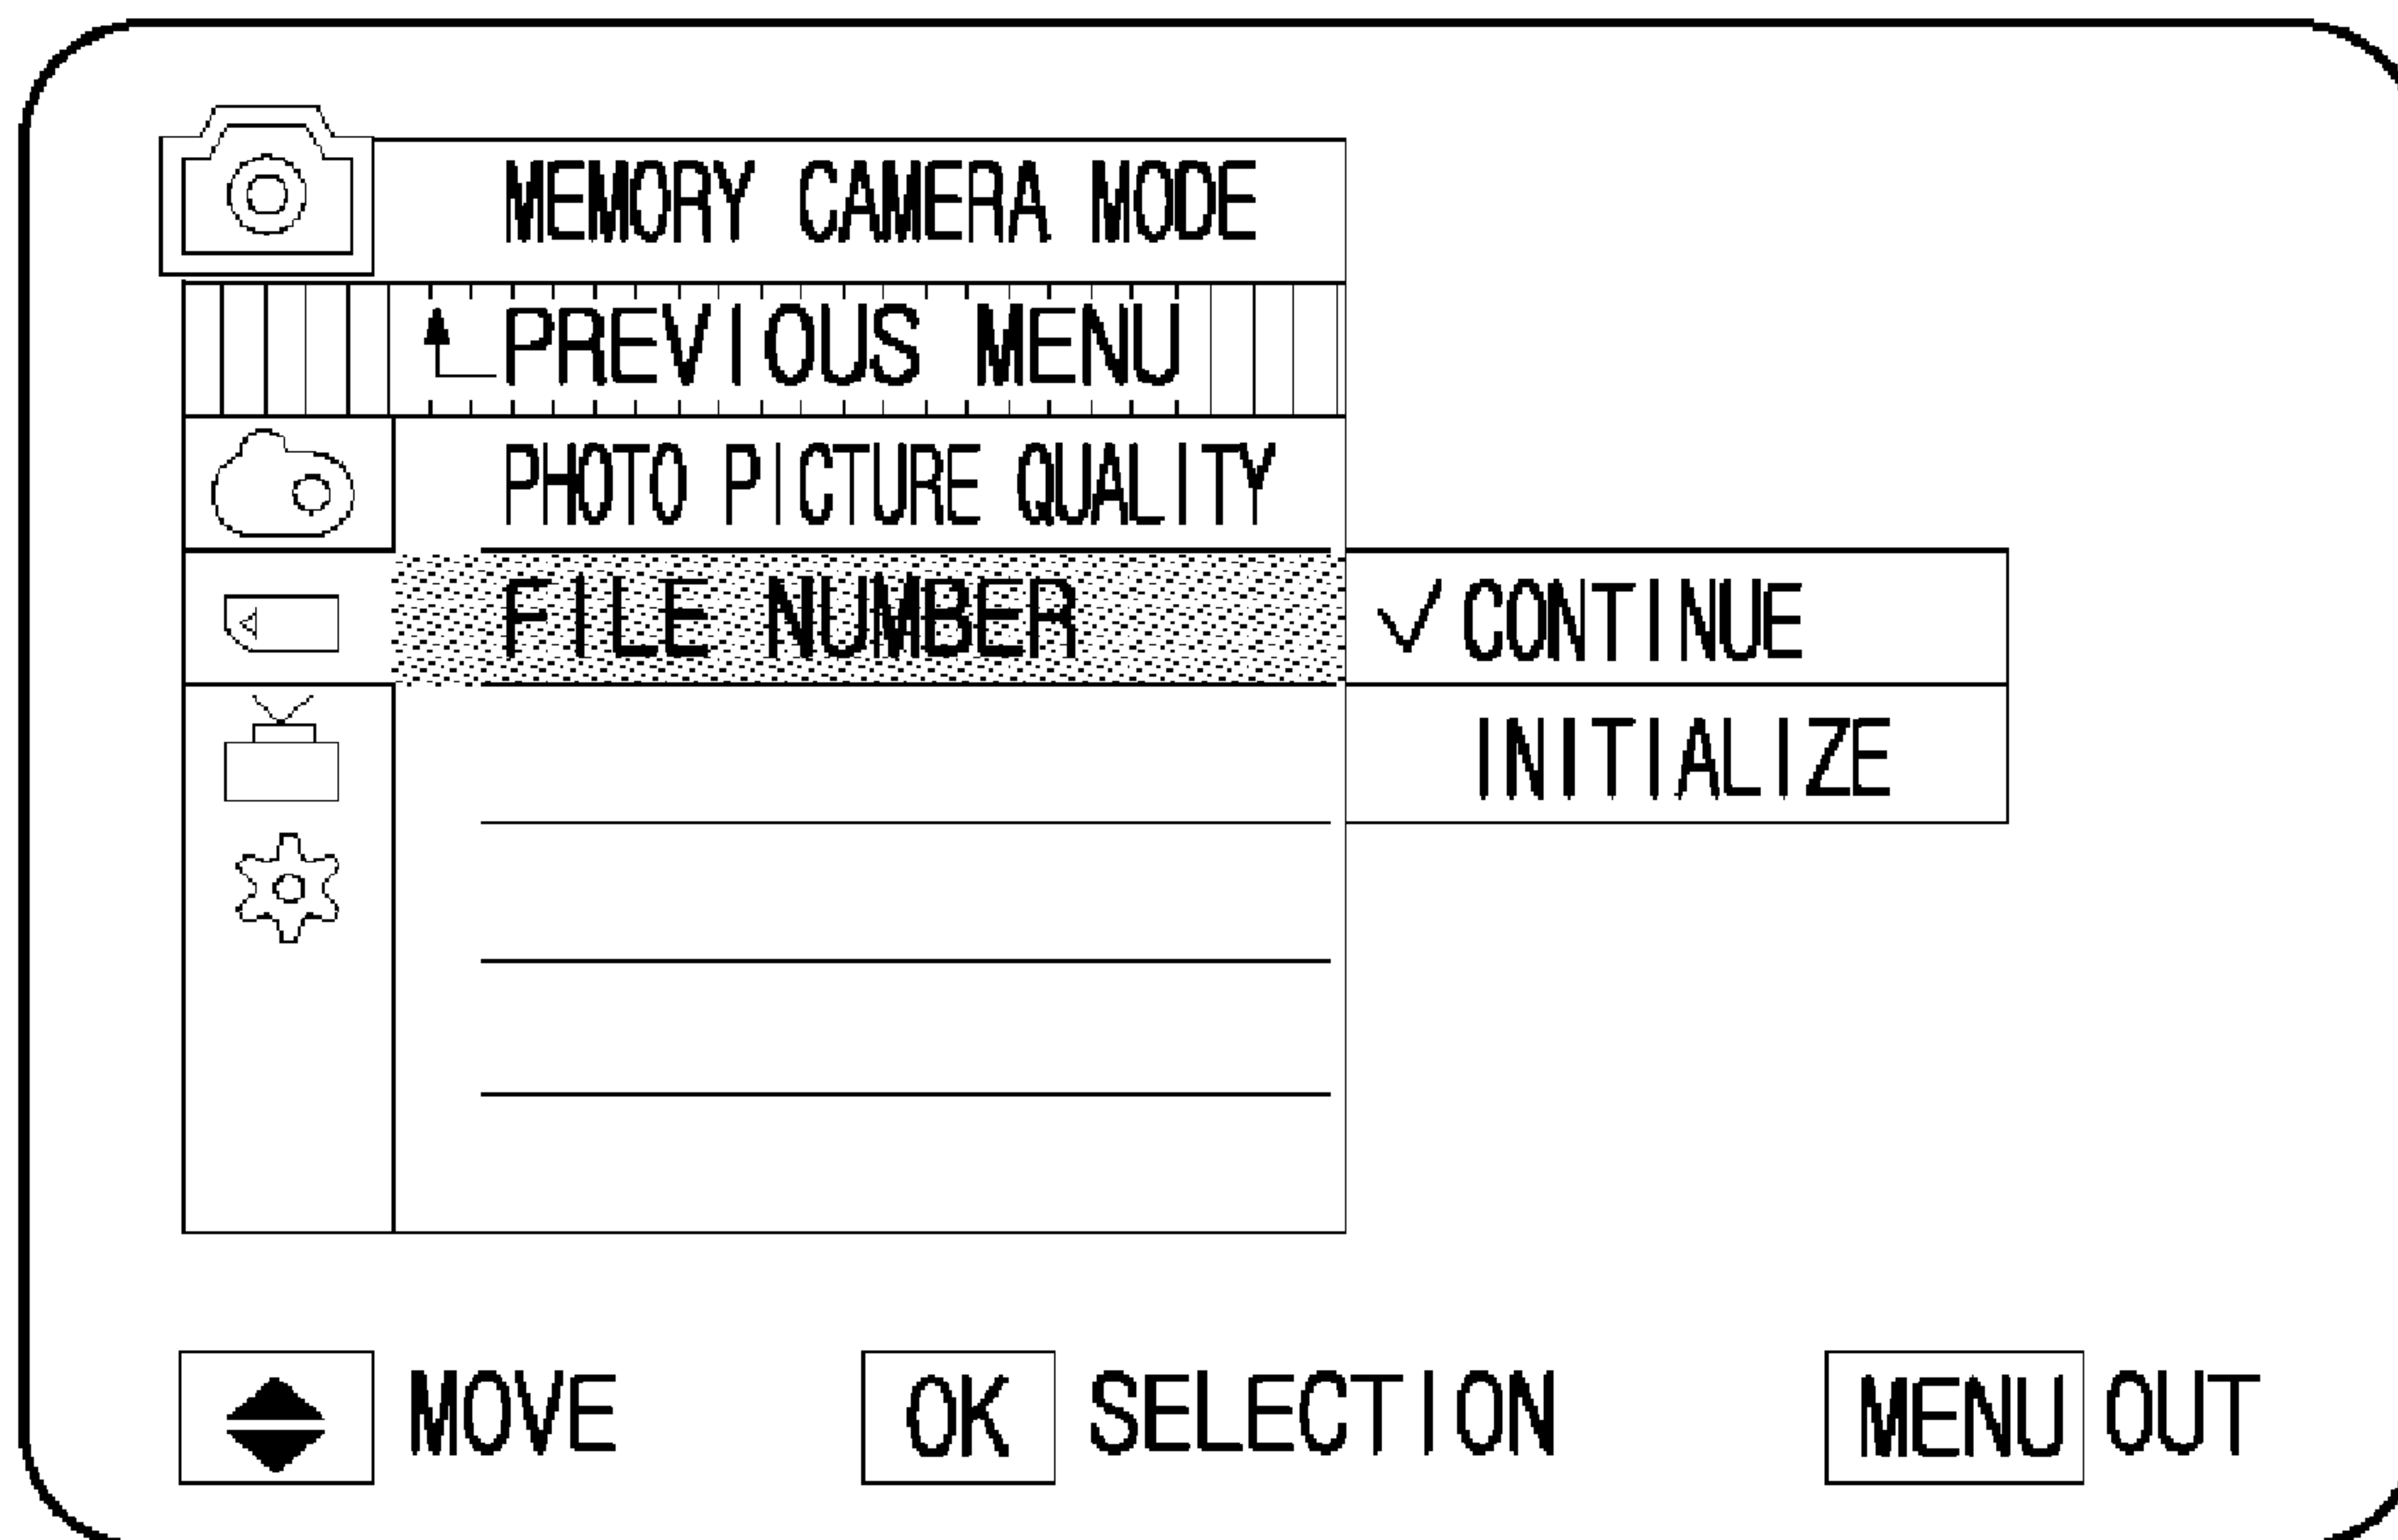 MEMORY CAMERA MODE
PREVIOUS MENU
PHOTO PICTURE QUALITY
FILE NUMBER
CONTINUE
INITIALIZE
MOVE
OK SELECTION
MENU OUT